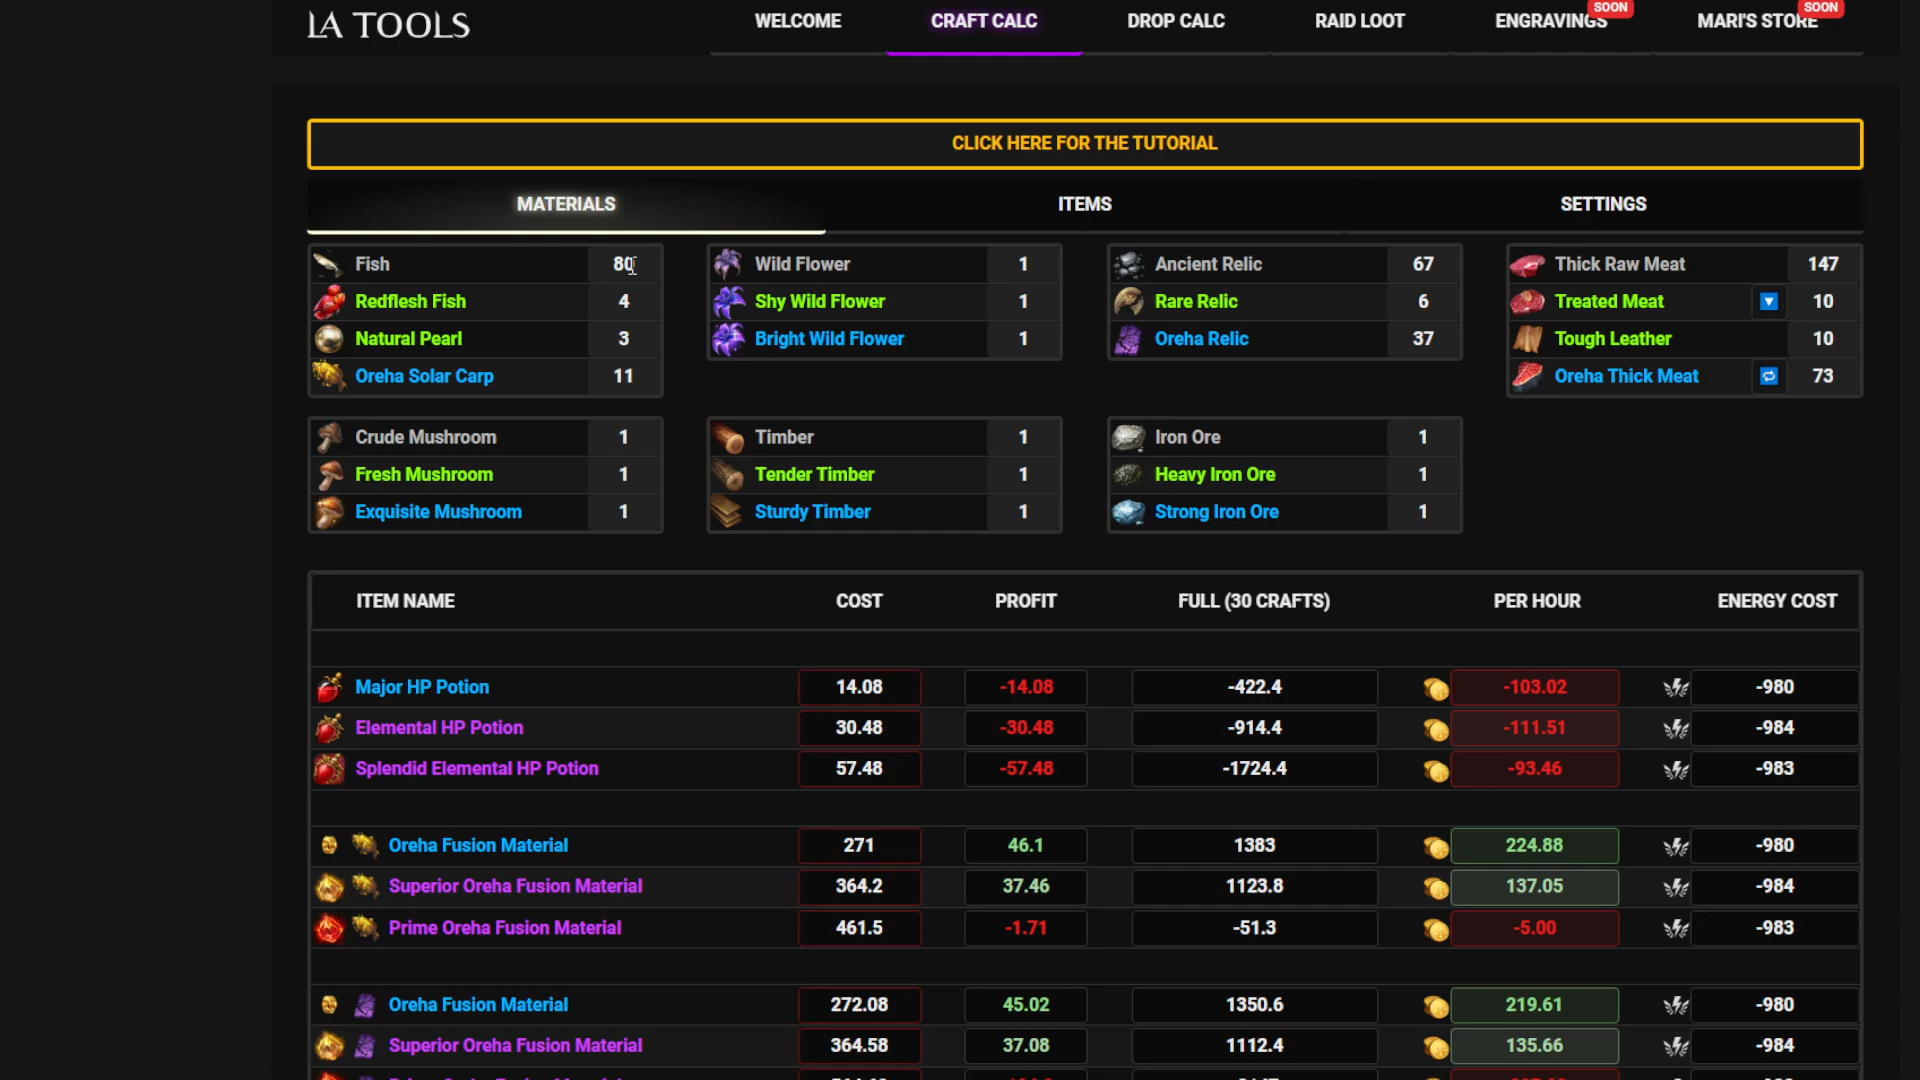 LA TOOLS
WELCOME
CRAFT CALC
DROP CALC
RAID LOOT
ENGRAVINGS
SOON
MARI'S STORE
SOON
CLICK HERE FOR THE TUTORIAL
MATERIALS
ITEMS
SETTINGS
Fish 80
Redflesh Fish 4
Natural Pearl 3
Oreha Solar Carp 11
Wild Flower 1
Shy Wild Flower 1
Bright Wild Flower 1
Ancient Relic 67
Rare Relic 6
Oreha Relic 37
Thick Raw Meat 147
Treated Meat 10
Tough Leather 10
Oreha Thick Meat 73
Crude Mushroom 1
Fresh Mushroom 1
Exquisite Mushroom 1
Timber 1
Tender Timber 1
Sturdy Timber 1
Iron Ore 1
Heavy Iron Ore 1
Strong Iron Ore 1
ITEM NAME COST PROFIT FULL (30 CRAFTS) PER HOUR ENERGY COST
Major HP Potion 14.08 -14.08 -422.4 -103.02 -980
Elemental HP Potion 30.48 -30.48 -914.4 -111.51 -984
Splendid Elemental HP Potion 57.48 -57.48 -1724.4 -93.46 -983
Oreha Fusion Material 271 46.1 1383 224.88 -980
Superior Oreha Fusion Material 364.2 37.46 1123.8 137.05 -984
Prime Oreha Fusion Material 461.5 -1.71 -51.3 -5.00 -983
Oreha Fusion Material 272.08 45.02 1350.6 219.61 -980
Superior Oreha Fusion Material 364.58 37.08 1112.4 135.66 -984